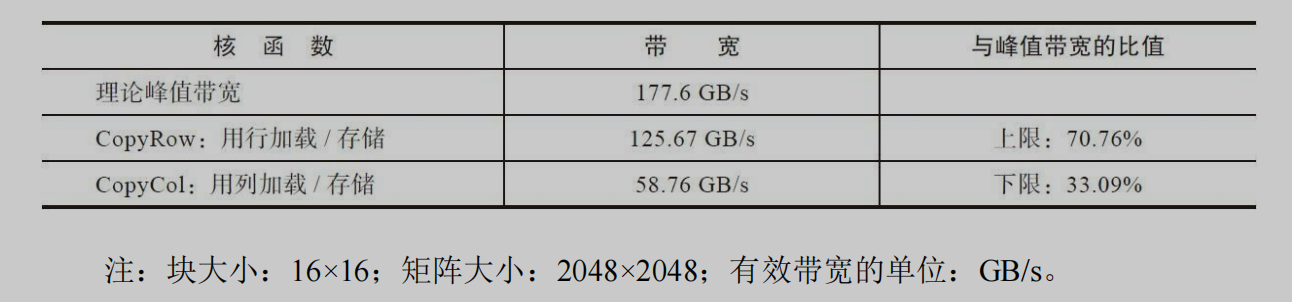 核 函 数 带 宽 与峰值带宽的比值
理论峰值带宽 177.6 GB/s
CopyRow：用行加载 / 存储 125.67 GB/s 上限：70.76%
CopyCol：用列加载 / 存储 58.76 GB/s 下限：33.09%
注：块大小：16×16；矩阵大小：2048×2048；有效带宽的单位：GB/s。